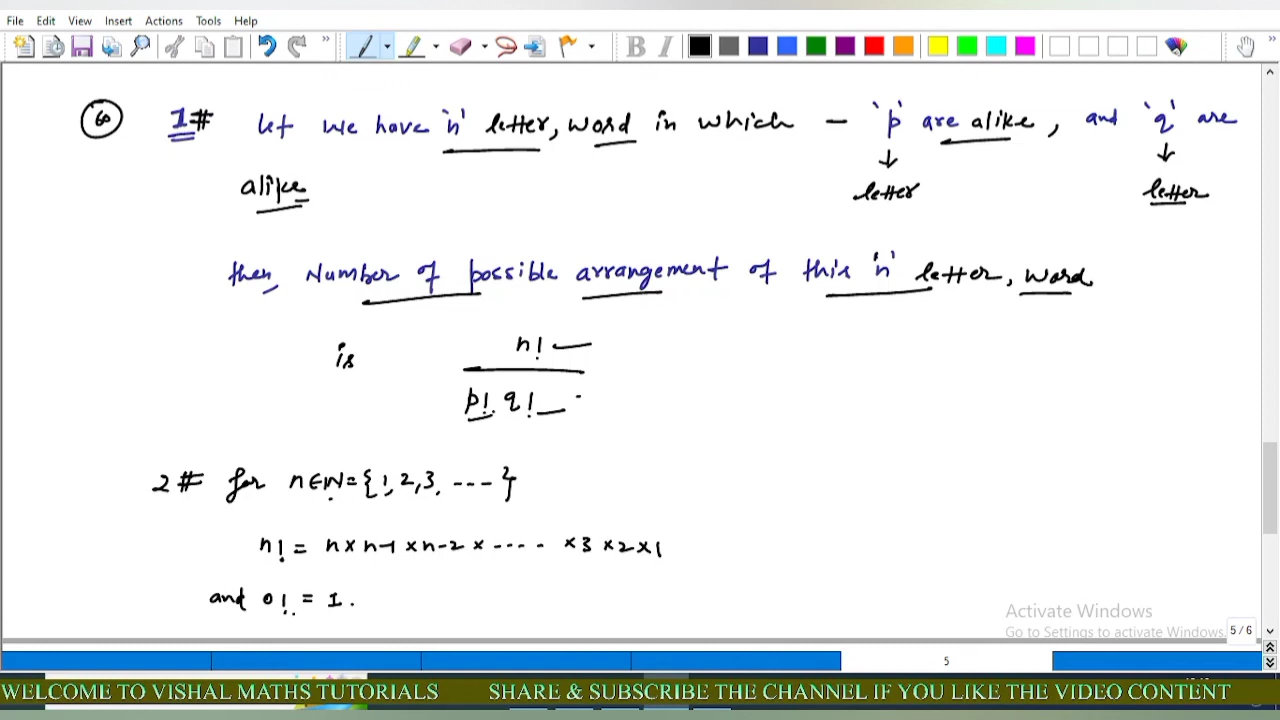 File Edit View Insert Actions Tools Help
B I
⑥ 1# let we have 'n' letter, word in which - 'p' are alike, and 'q' are
↓ ↓
alike letter letter
then, Number of possible arrangement of this 'n' letter, word
is n!
p! q!
2# for n∈N={1,2,3, ----}
n! = n×n-1×n-2×---- ×3×2×1
and 0! = 1.
Activate Windows
Go to Settings to activate Windows.
5 / 6
5
WELCOME TO VISHAL MATHS TUTORIALS SHARE & SUBSCRIBE THE CHANNEL IF YOU LIKE THE VIDEO CONTENT